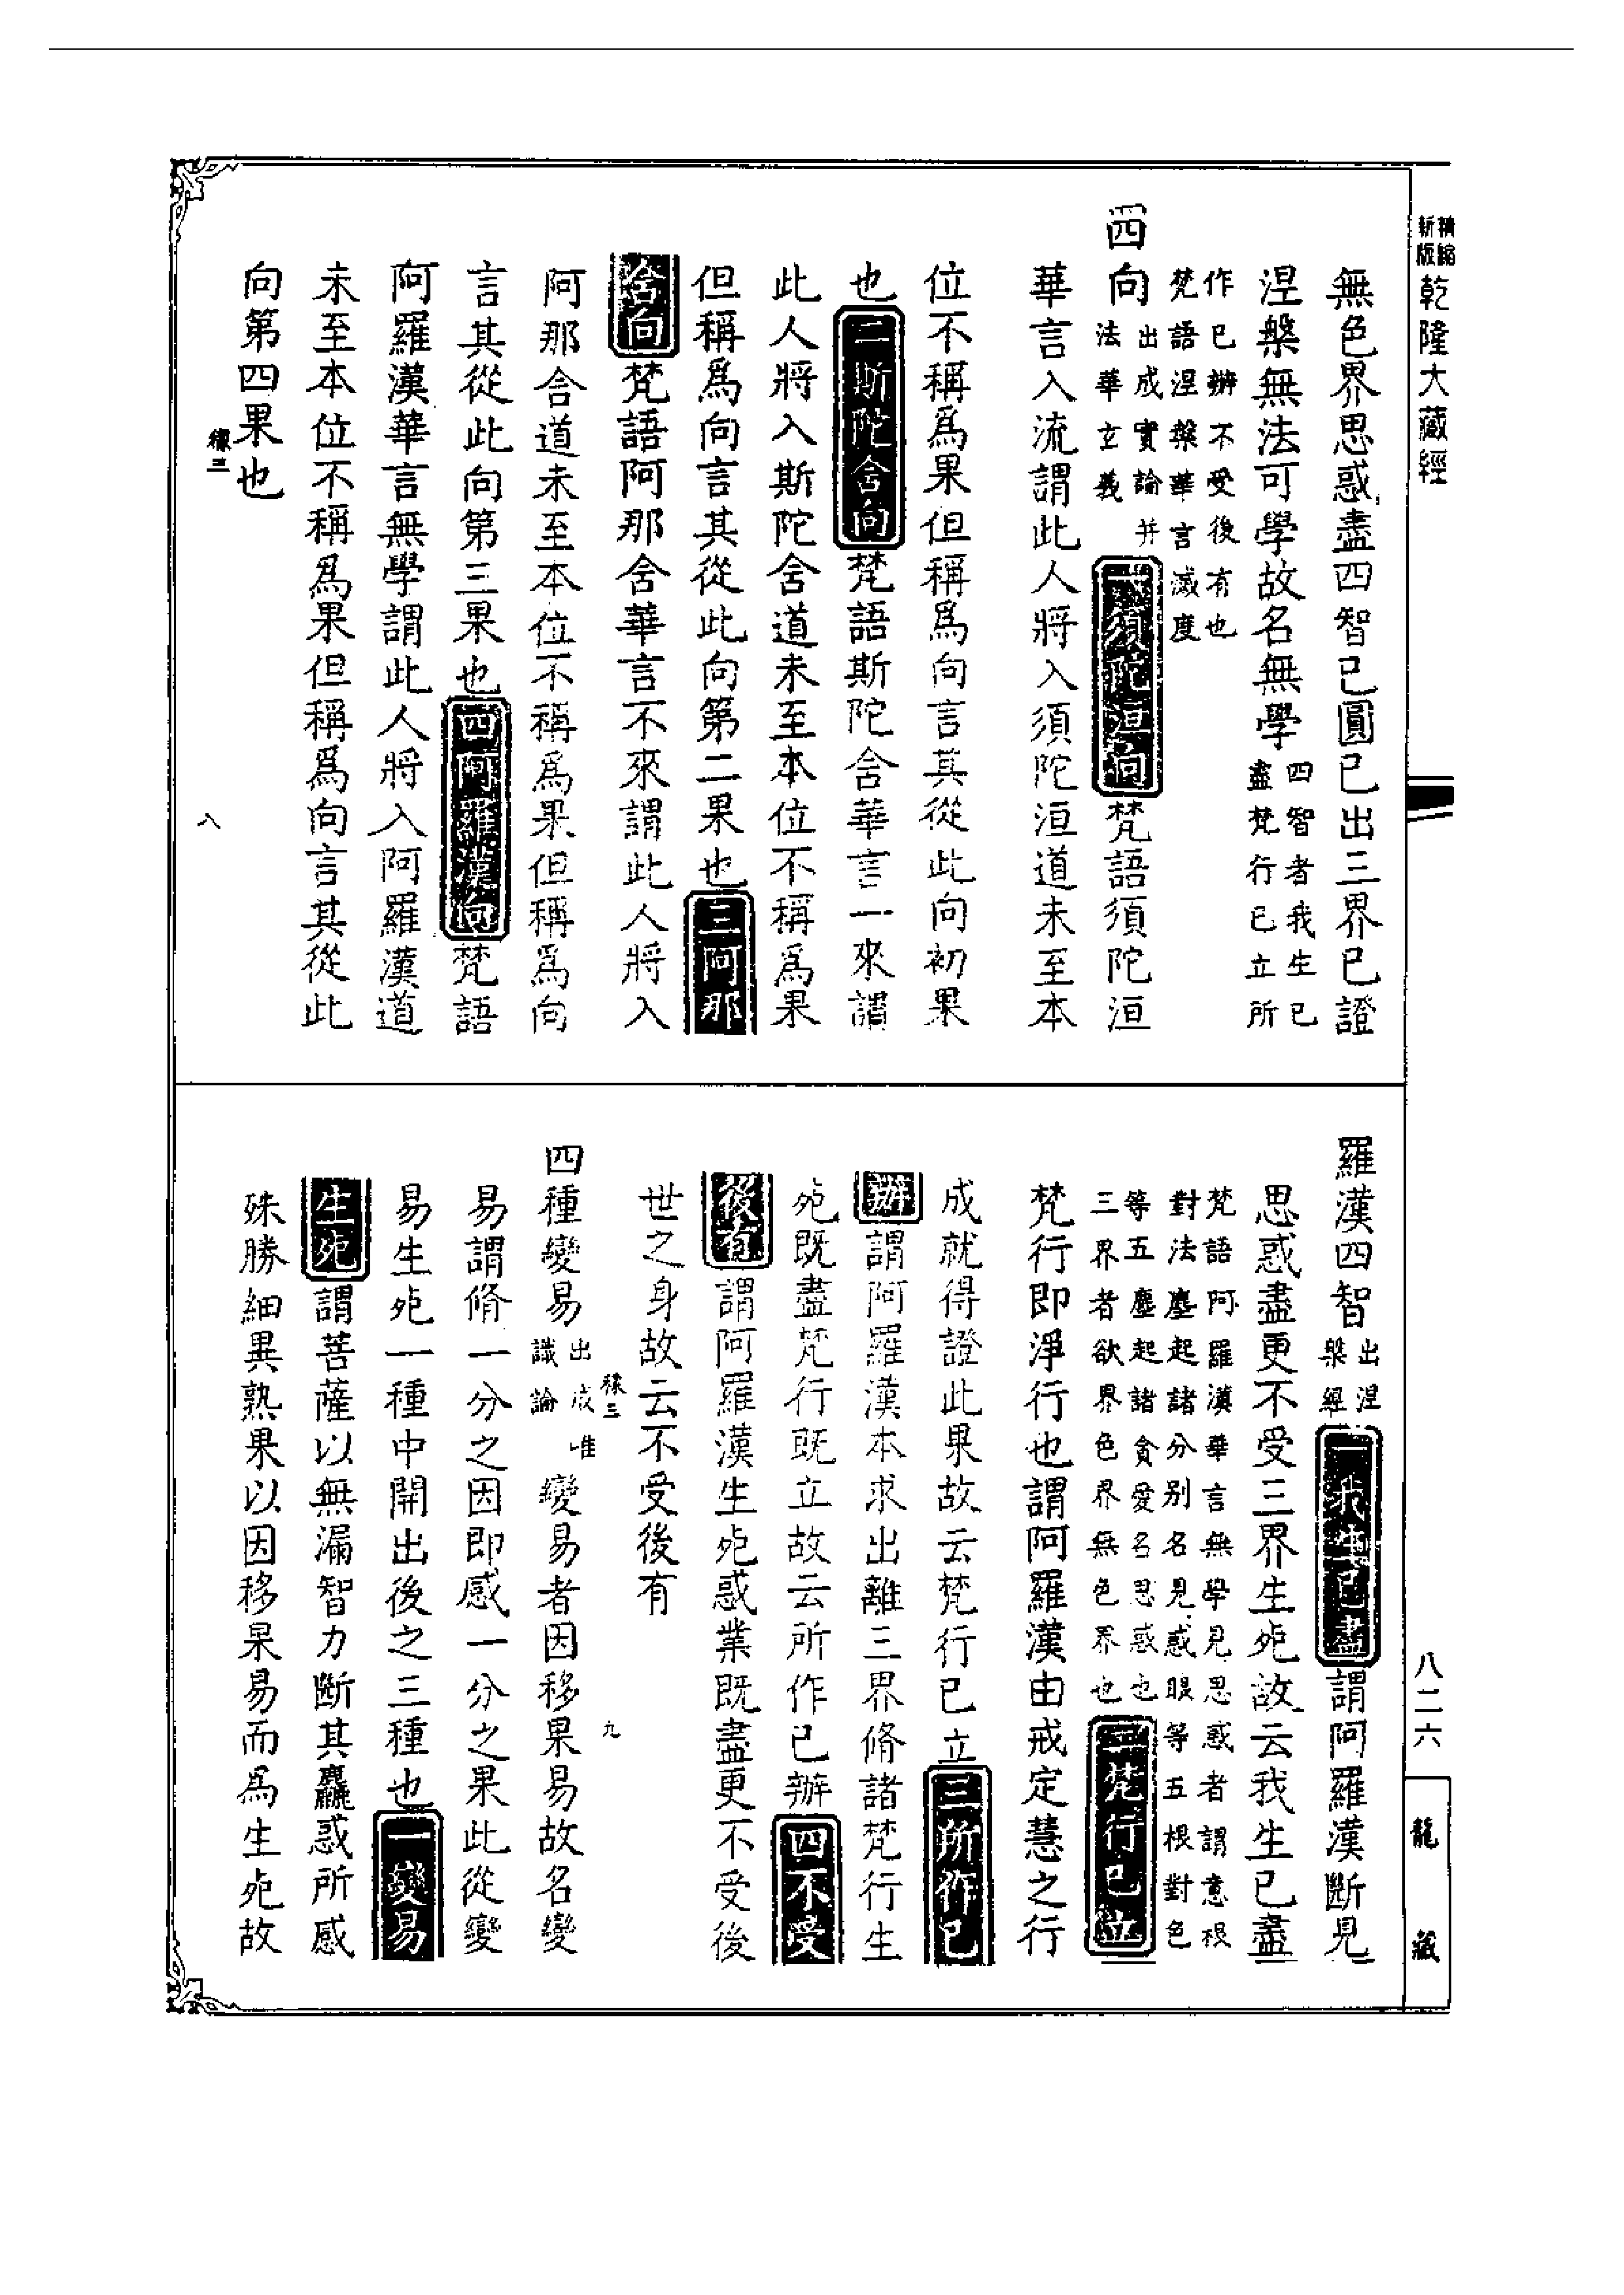 精縮
新版
乾隆大藏經
無色界思惑盡四智已圓已出三界已證
涅槃無法可學故名無學
四智者我生已
盡梵行已立所
作已辦不受後有也
梵語涅槃華言滅度
四向
出成實論并
法華玄義
一須陀洹向
梵語須陀洹
華言入流謂此人將入須陀洹道未至本
位不稱爲果但稱爲向言其從此向初果
也二斯陀含向梵語斯陀含華言一來謂
此人將入斯陀含道未至本位不稱爲果
但稱爲向言其從此向第二果也三阿那
含向梵語阿那含華言不來謂此人將入
阿那含道未至本位不稱爲果但稱爲向
言其從此向第三果也四阿羅漢向梵語
阿羅漢華言無學謂此人將入阿羅漢道
未至本位不稱爲果但稱爲向言其從此
向第四果也
稼三
八
羅漢四智
出涅
槃經
一我生已盡謂阿羅漢斷見
思惑盡更不受三界生死故云我生已盡
梵語阿羅漢華言無學見思惑者謂意根
對法塵起諸分別名見惑眼等五根對色
等五塵起諸貪愛名思惑也
三界者欲界色界無色界也
二梵行已立
梵行即淨行也謂阿羅漢由戒定慧之行
成就得證此果故云梵行已立三所作已
辦謂阿羅漢本求出離三界脩諸梵行生
死既盡梵行既立故云所作已辦四不受
後有謂阿羅漢生死惑業既盡更不受後
世之身故云不受後有
稼三
九
四種變易
出成唯
識論
變易者因移果易故名變
易謂脩一分之因即感一分之果此從變
易生死一種中開出後之三種也一變易
生死謂菩薩以無漏智力斷其麤惑所感
殊勝細異熟果以因移果易而爲生死故
八二六
龍藏